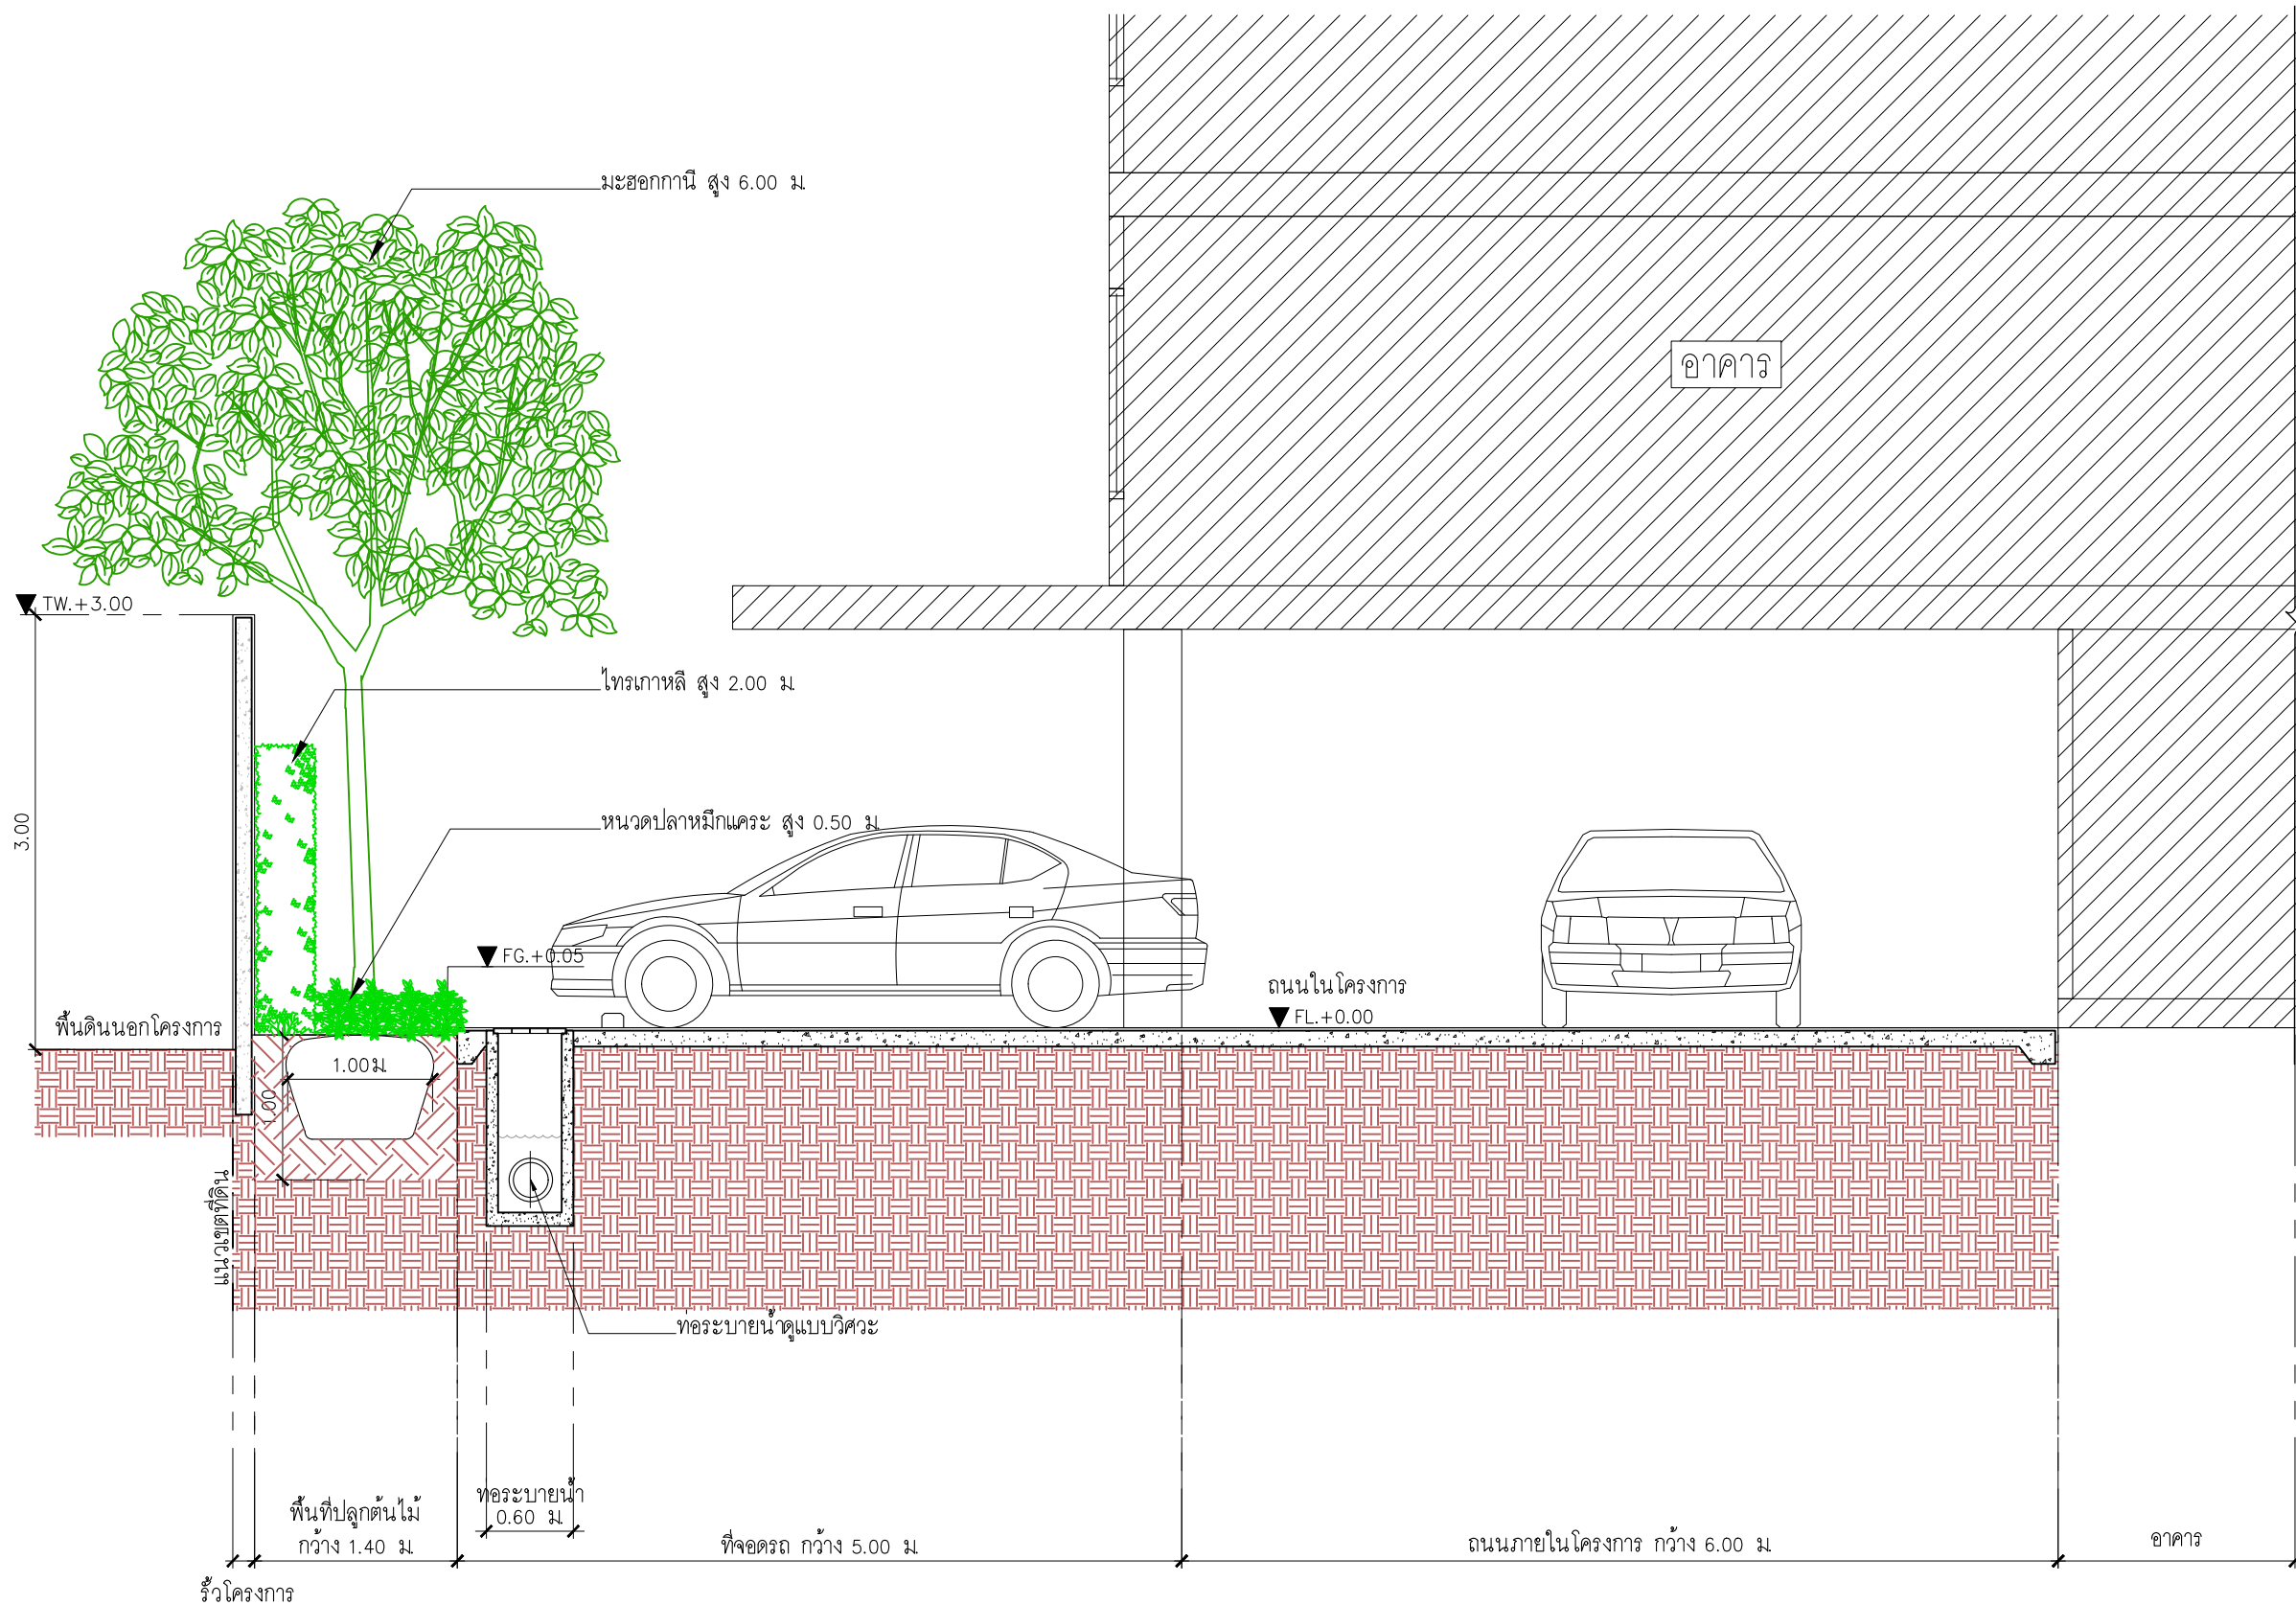 มะฮอกกานี สูง 6.00 ม.
อาคาร
TW.+3.00
ไทรเกาหลี สูง 2.00 ม.
3.00
หนวดปลาหมึกแคระ สูง 0.50 ม.
FG.+0.05
ถนนในโครงการ
FL.+0.00
พื้นดินนอกโครงการ
1.00 ม.
1.00
แนวเขตที่ดิน
ท่อระบายน้ำดูแบบวิศวะ
ท่อระบายน้ำ
0.60 ม.
พื้นที่ปลูกต้นไม้
กว้าง 1.40 ม.
ที่จอดรถ กว้าง 5.00 ม.
ถนนภายในโครงการ กว้าง 6.00 ม.
อาคาร
รั้วโครงการ